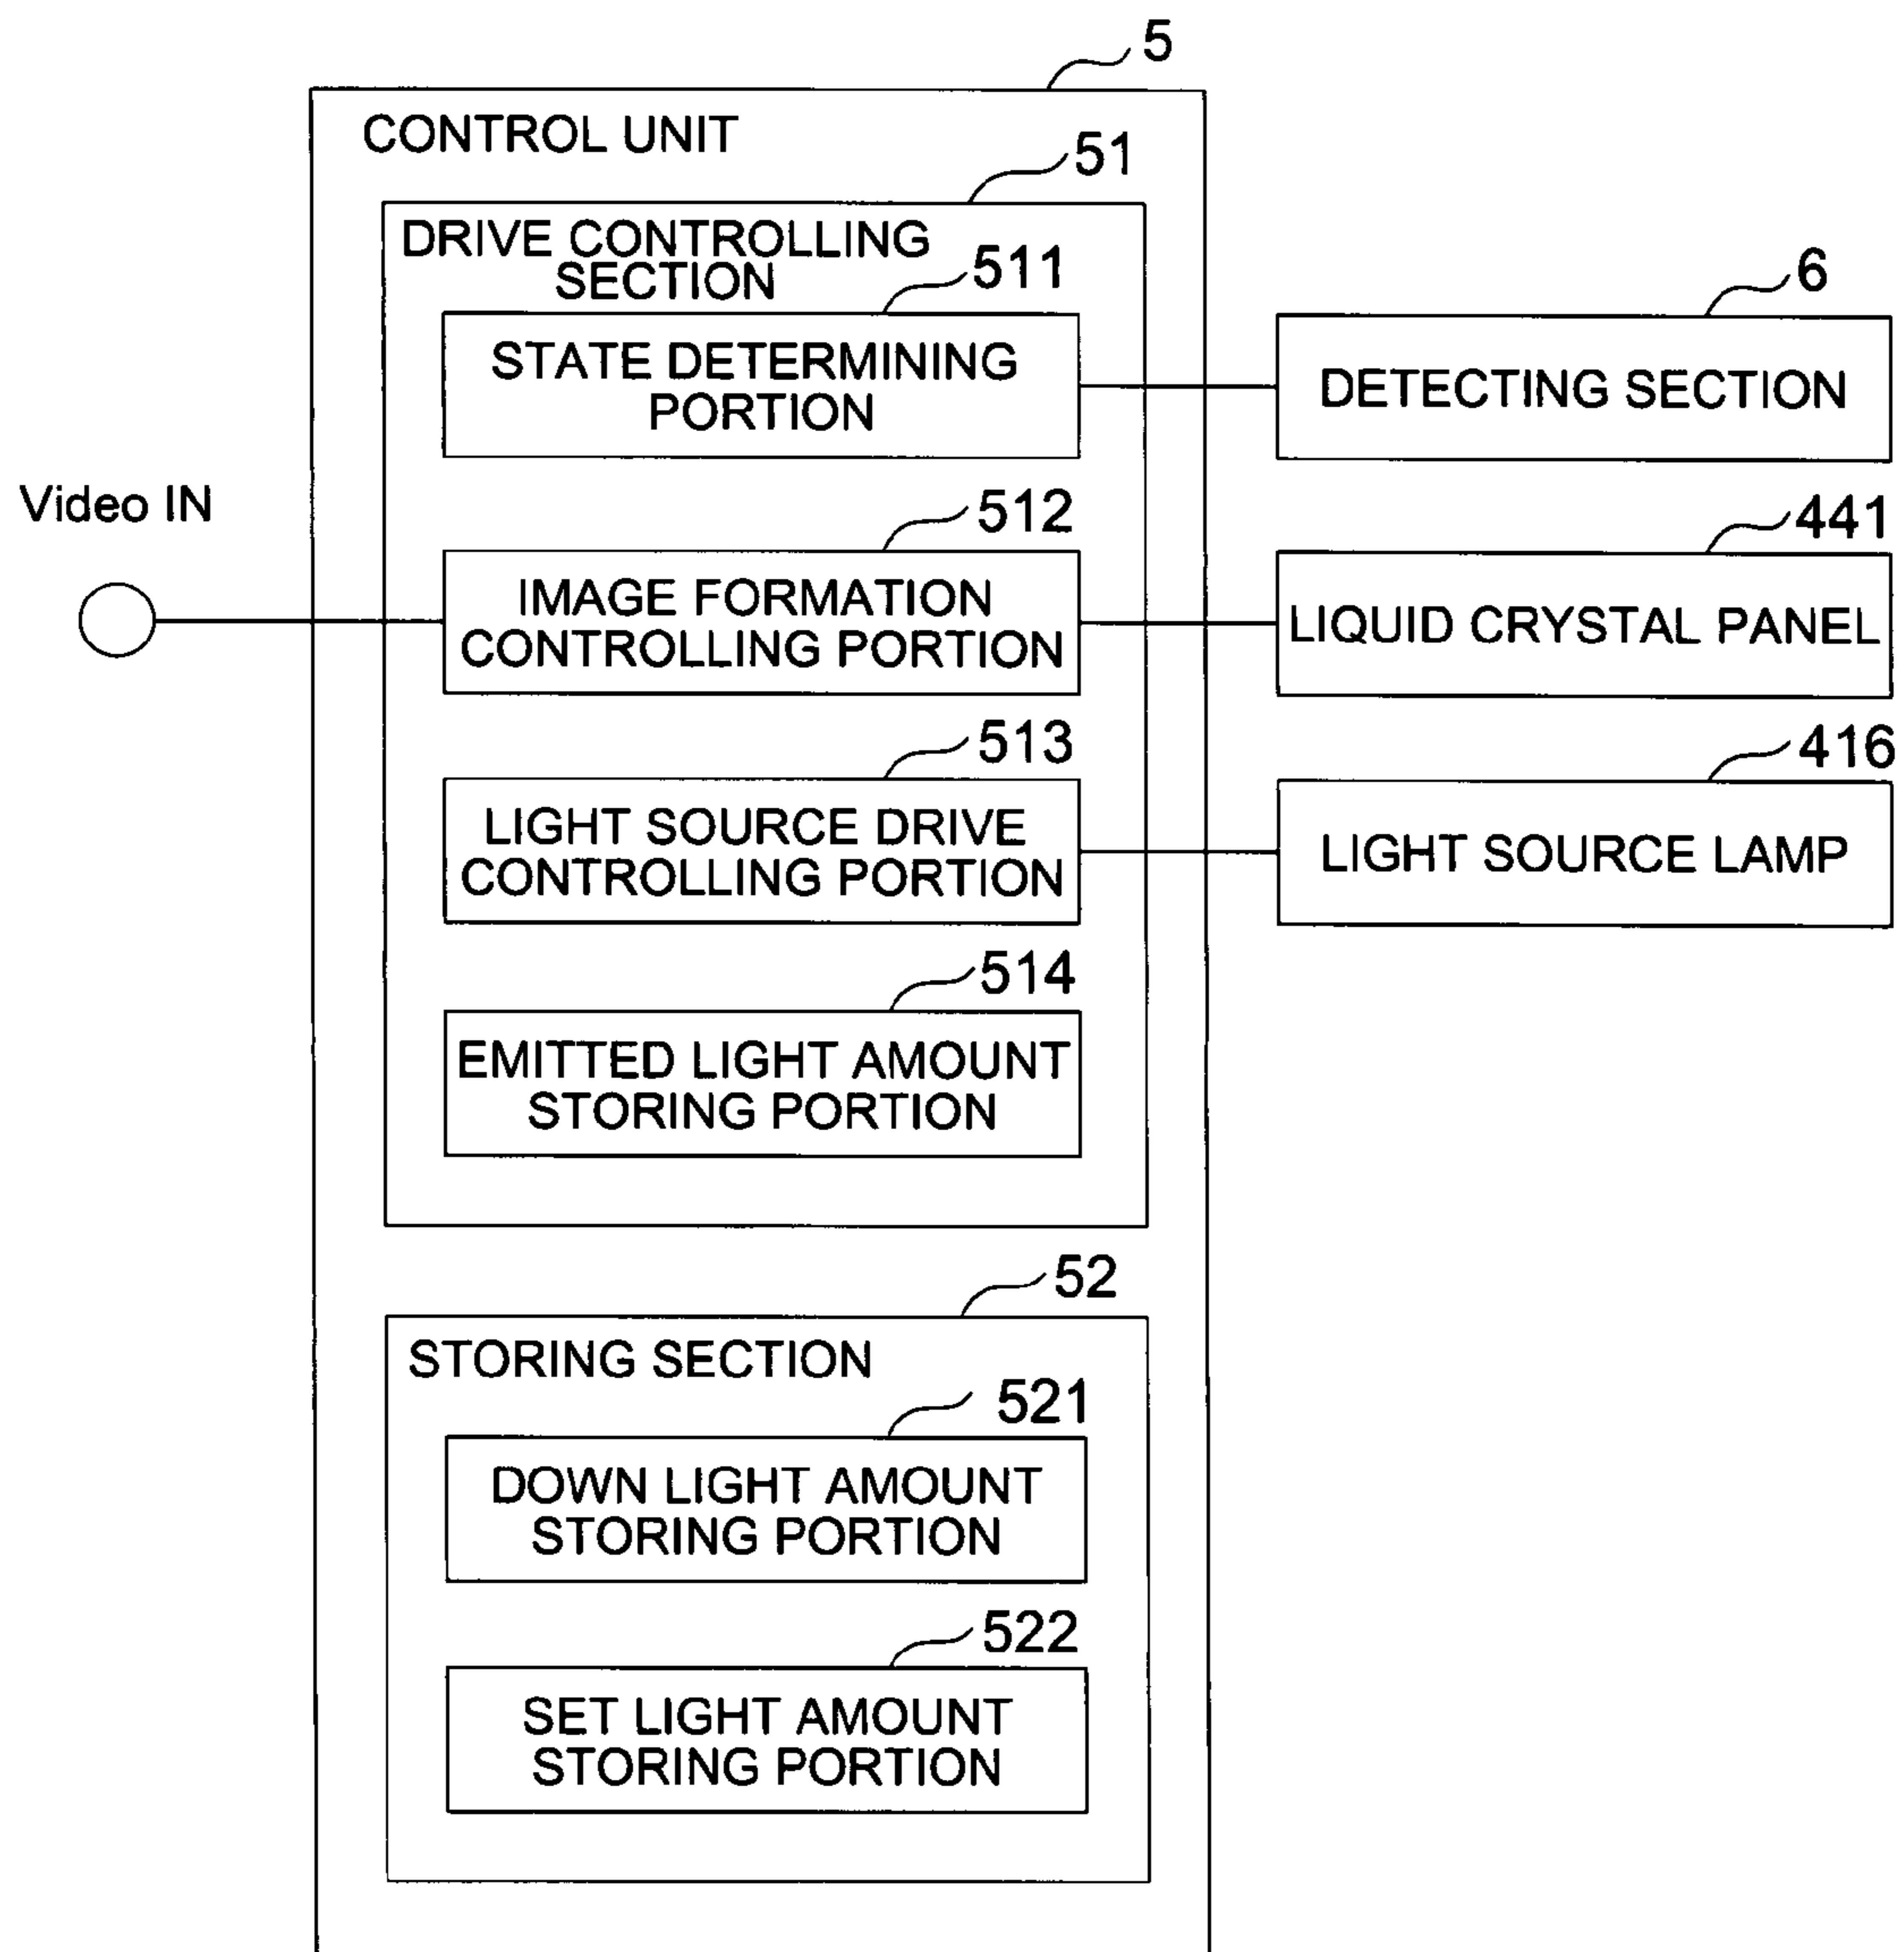 5
CONTROL UNIT
51
DRIVE CONTROLLING
SECTION
511
STATE DETERMINING
PORTION
6
DETECTING SECTION
Video IN
512
IMAGE FORMATION
CONTROLLING PORTION
441
LIQUID CRYSTAL PANEL
513
LIGHT SOURCE DRIVE
CONTROLLING PORTION
416
LIGHT SOURCE LAMP
514
EMITTED LIGHT AMOUNT
STORING PORTION
52
STORING SECTION
521
DOWN LIGHT AMOUNT
STORING PORTION
522
SET LIGHT AMOUNT
STORING PORTION